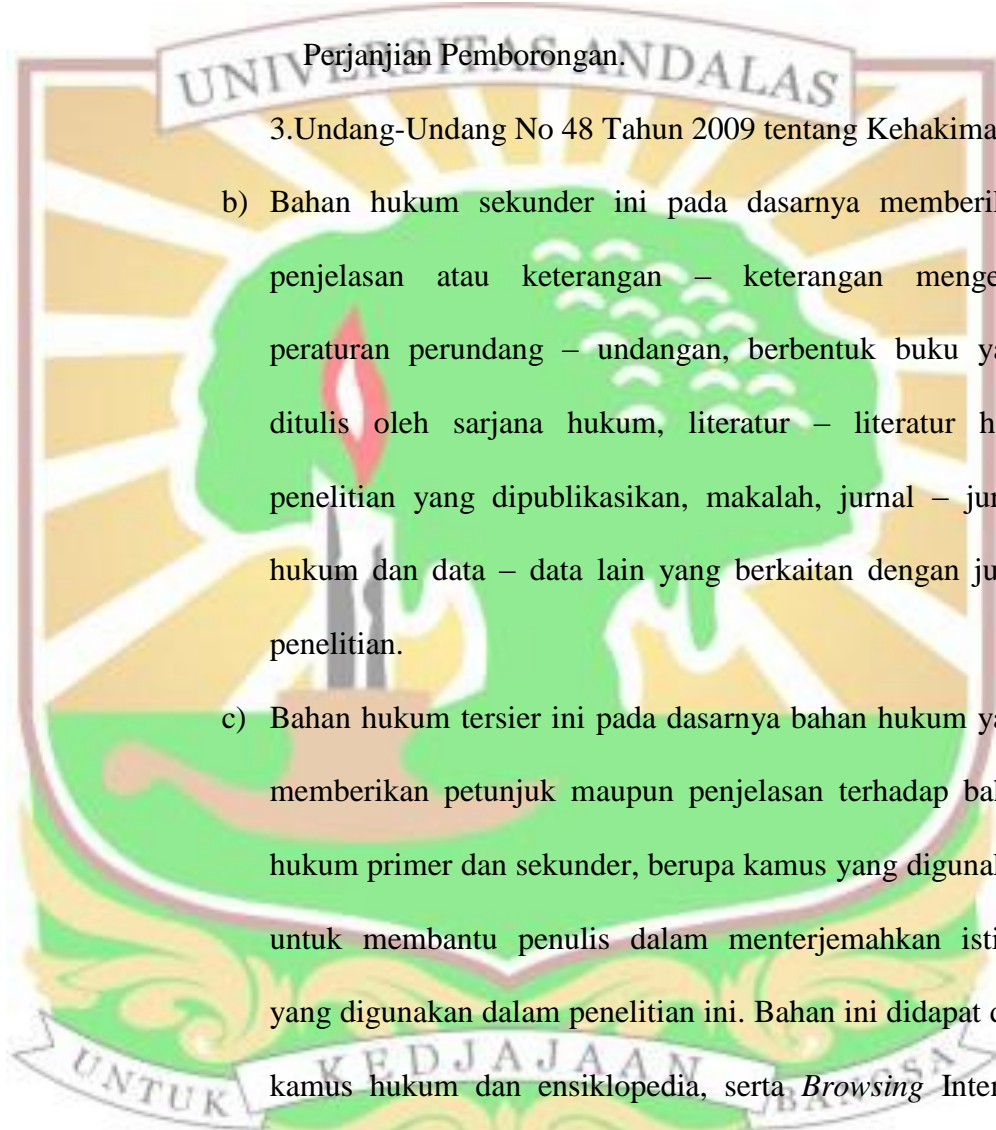 UNIVERSITAS ANDALAS
Perjanjian Pemborongan.
3.Undang-Undang No 48 Tahun 2009 tentang Kehakima
b) Bahan hukum sekunder ini pada dasarnya memberi
penjelasan atau keterangan – keterangan menge
peraturan perundang – undangan, berbentuk buku ya
ditulis oleh sarjana hukum, literatur – literatur h
penelitian yang dipublikasikan, makalah, jurnal – jur
hukum dan data – data lain yang berkaitan dengan ju
penelitian.
c) Bahan hukum tersier ini pada dasarnya bahan hukum ya
memberikan petunjuk maupun penjelasan terhadap bal
hukum primer dan sekunder, berupa kamus yang digunal
untuk membantu penulis dalam menterjemahkan isti
yang digunakan dalam penelitian ini. Bahan ini didapat d
kamus hukum dan ensiklopedia, serta Browsing Inter
UNTUK KEDJAJAAN BANGSA